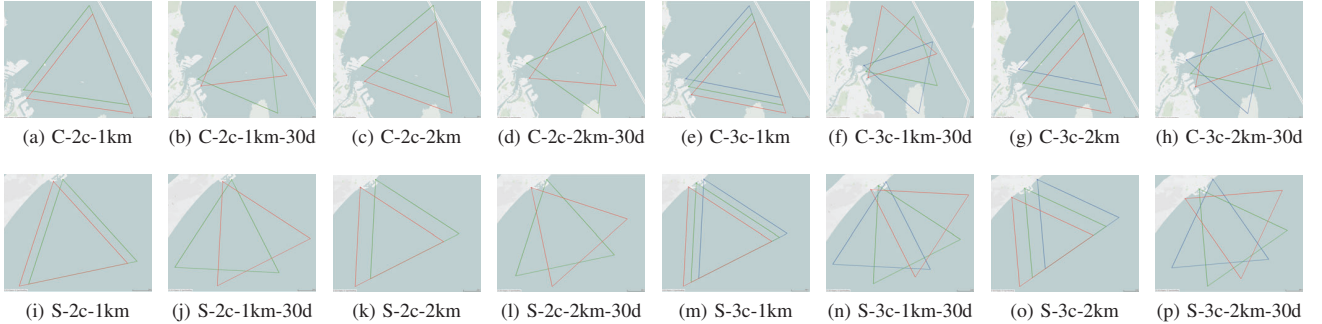 (a) C-2c-1km
(b) C-2c-1km-30d
(c) C-2c-2km
(d) C-2c-2km-30d
(e) C-3c-1km
(f) C-3c-1km-30d
(g) C-3c-2km
(h) C-3c-2km-30d
(i) S-2c-1km
(j) S-2c-1km-30d
(k) S-2c-2km
(l) S-2c-2km-30d
(m) S-3c-1km
(n) S-3c-1km-30d
(o) S-3c-2km
(p) S-3c-2km-30d